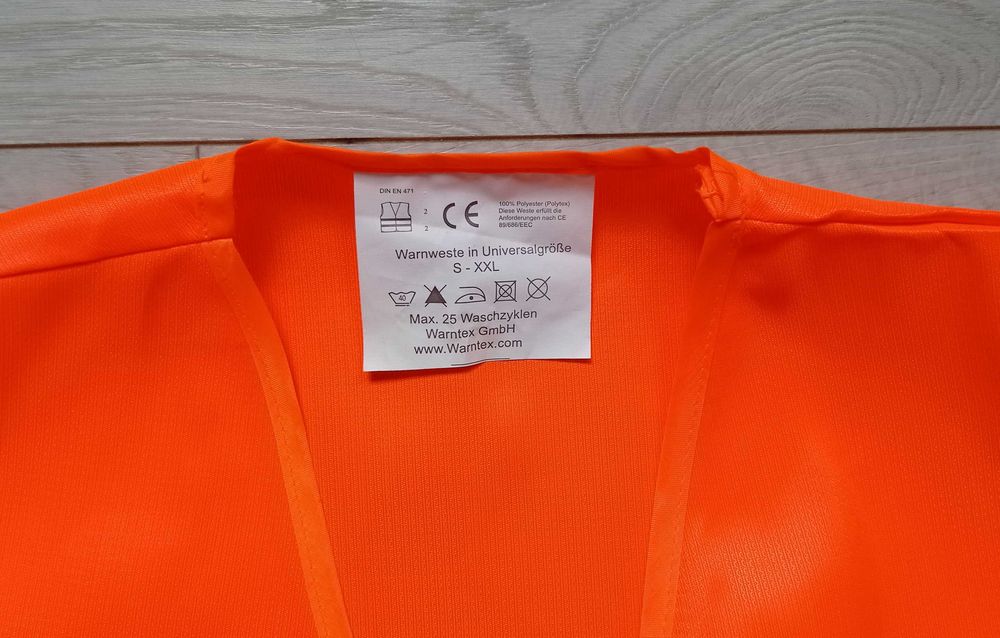 DIN EN 471
2
2
CE
100% Polyester (Polytex)
Diese Weste erfüllt die
Anforderungen nach CE
89/686/EEC
Warnweste in Universalgröße
S - XXL
40
Max. 25 Waschzyklen
Warntex GmbH
www.Warntex.com